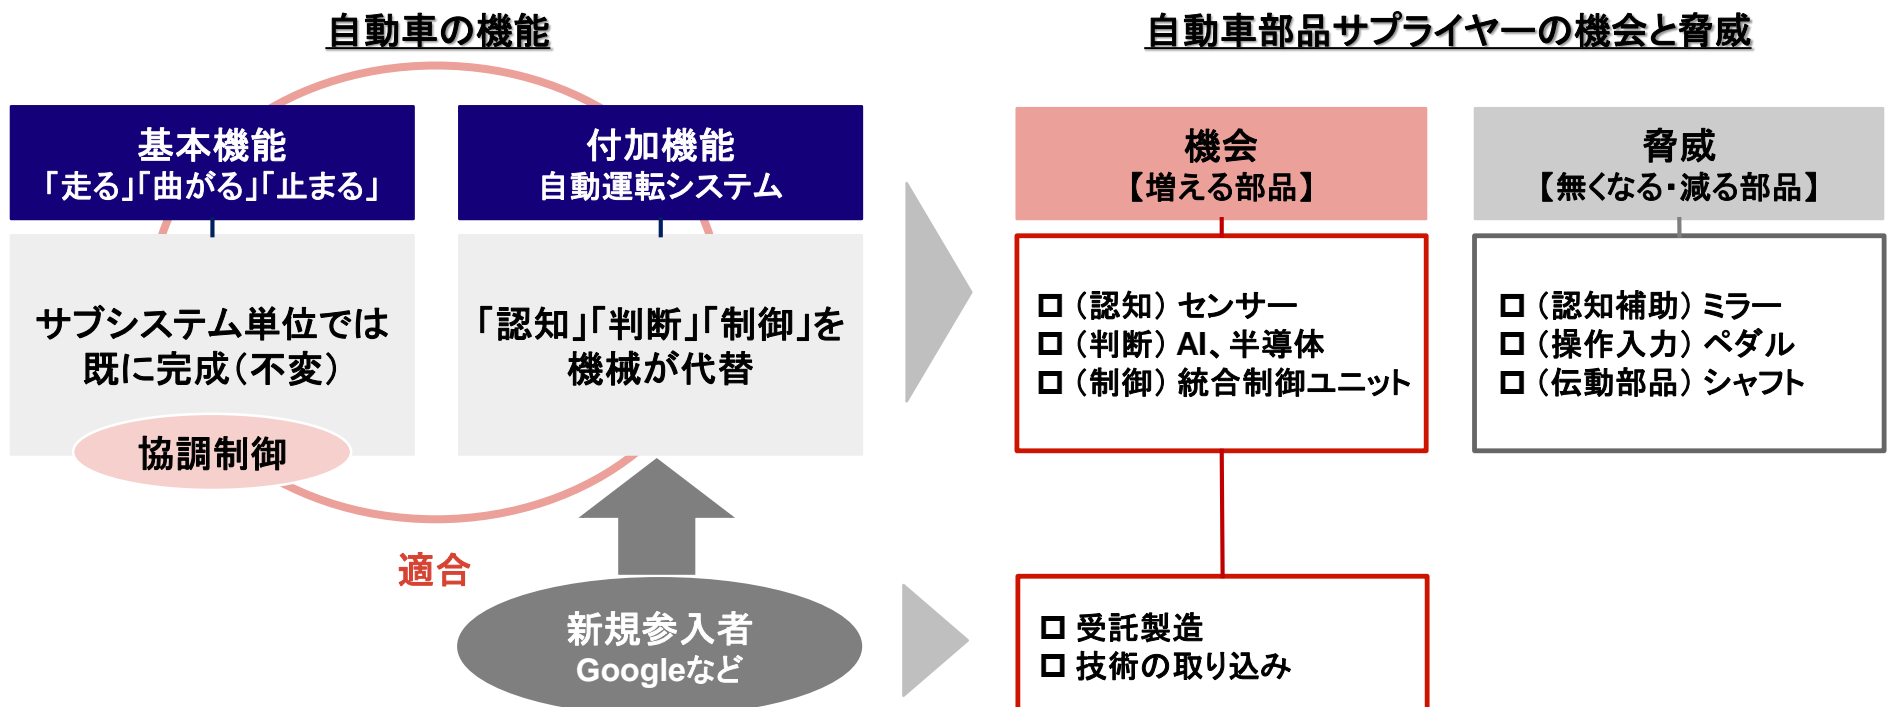 自動車の機能
基本機能
「走る」「曲がる」「止まる」
サブシステム単位では
既に完成（不変）
協調制御
付加機能
自動運転システム
「認知」「判断」「制御」を
機械が代替
適合
新規参入者
Googleなど
自動車部品サプライヤーの機会と脅威
機会
【増える部品】
（認知） センサー
（判断） AI、半導体
（制御） 統合制御ユニット
脅威
【無くなる・減る部品】
（認知補助） ミラー
（操作入力） ペダル
（伝動部品） シャフト
受託製造
技術の取り込み